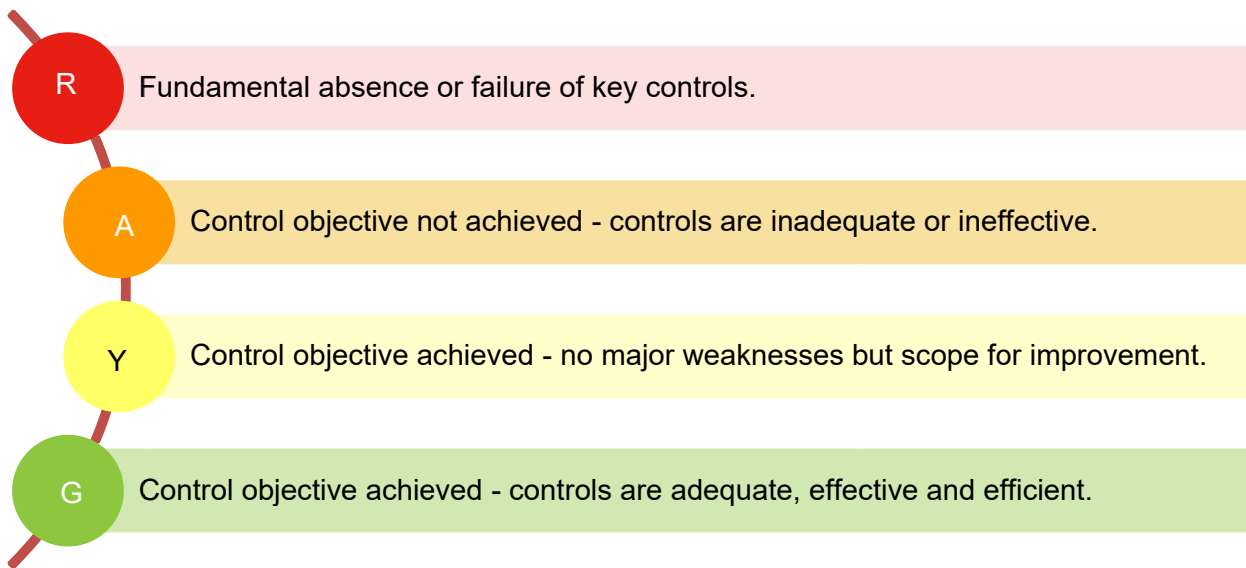 R Fundamental absence or failure of key controls.
A Control objective not achieved - controls are inadequate or ineffective.
Y Control objective achieved - no major weaknesses but scope for improvement.
G Control objective achieved - controls are adequate, effective and efficient.